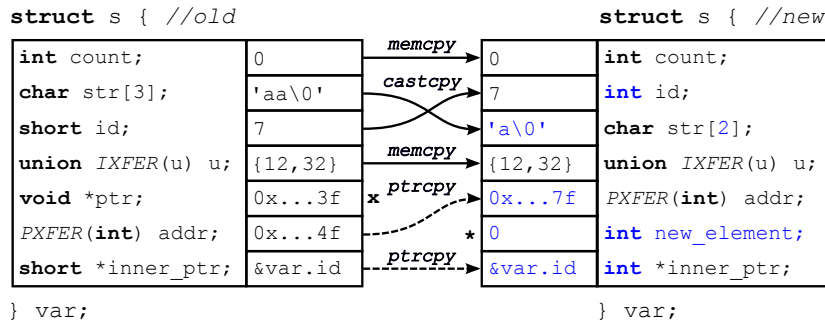 struct s { //old struct s { //new
int count; 0 memcpy 0 int count;
char str[3]; 'aa\0' castcpy 7 int id;
short id; 7 'a\0' char str[2];
union IXFER(u) u; {12,32} memcpy {12,32} union IXFER(u) u;
void *ptr; 0x...3f x ptrcpy 0x...7f PXFER(int) addr;
PXFER(int) addr; 0x...4f * 0 int new_element;
short *inner_ptr; &var.id ptrcpy &var.id int *inner_ptr;
} var; } var;